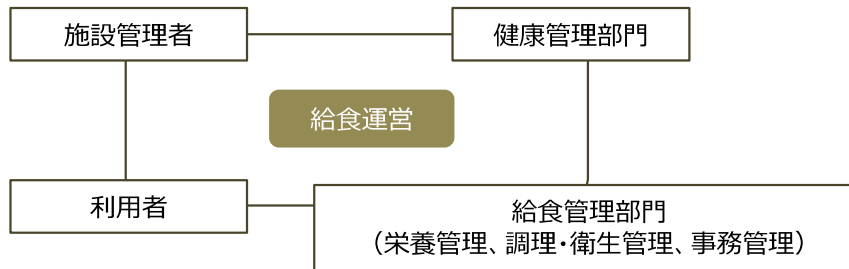 施設管理者
健康管理部門
給食運営
利用者
給食管理部門
（栄養管理、調理・衛生管理、事務管理）